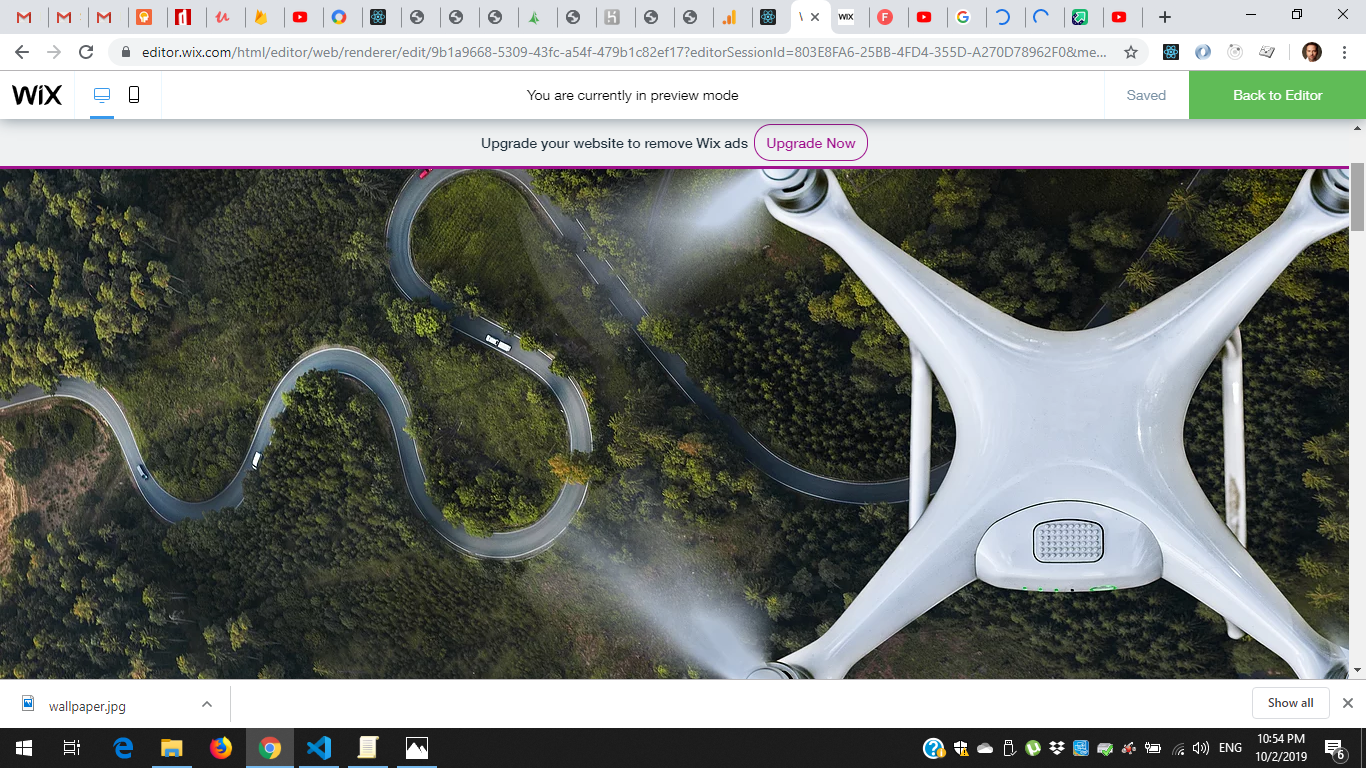 WIX
editor.wix.com/html/editor/web/renderer/edit/9b1a9668-5309-43fc-a54f-479b1c82ef17?editorSessionId=803E8FA6-25BB-4FD4-355D-A270D78962F0&me...
WIX
You are currently in preview mode
Saved
Back to Editor
Upgrade your website to remove Wix ads
Upgrade Now
wallpaper.jpg
Show all
ENG
10:54 PM
10/2/2019
6